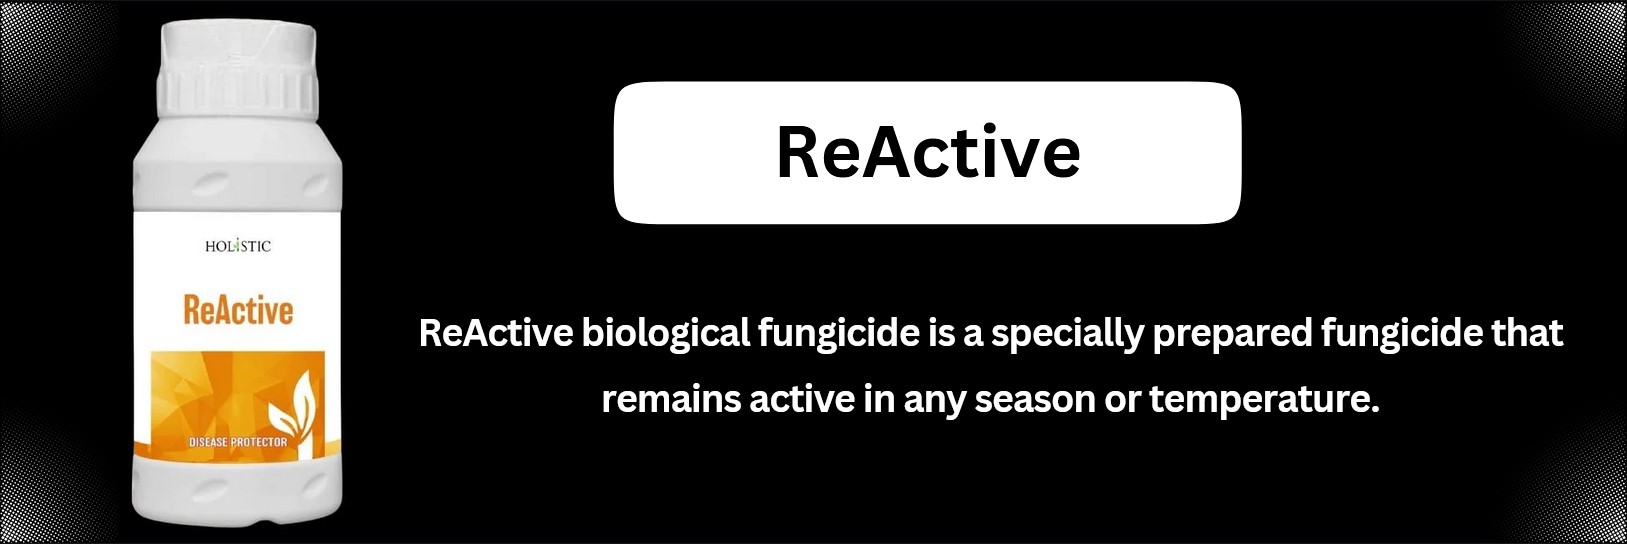 HOLiSTIC
ReActive
DISEASE PROTECTOR
ReActive
ReActive biological fungicide is a specially prepared fungicide that
remains active in any season or temperature.